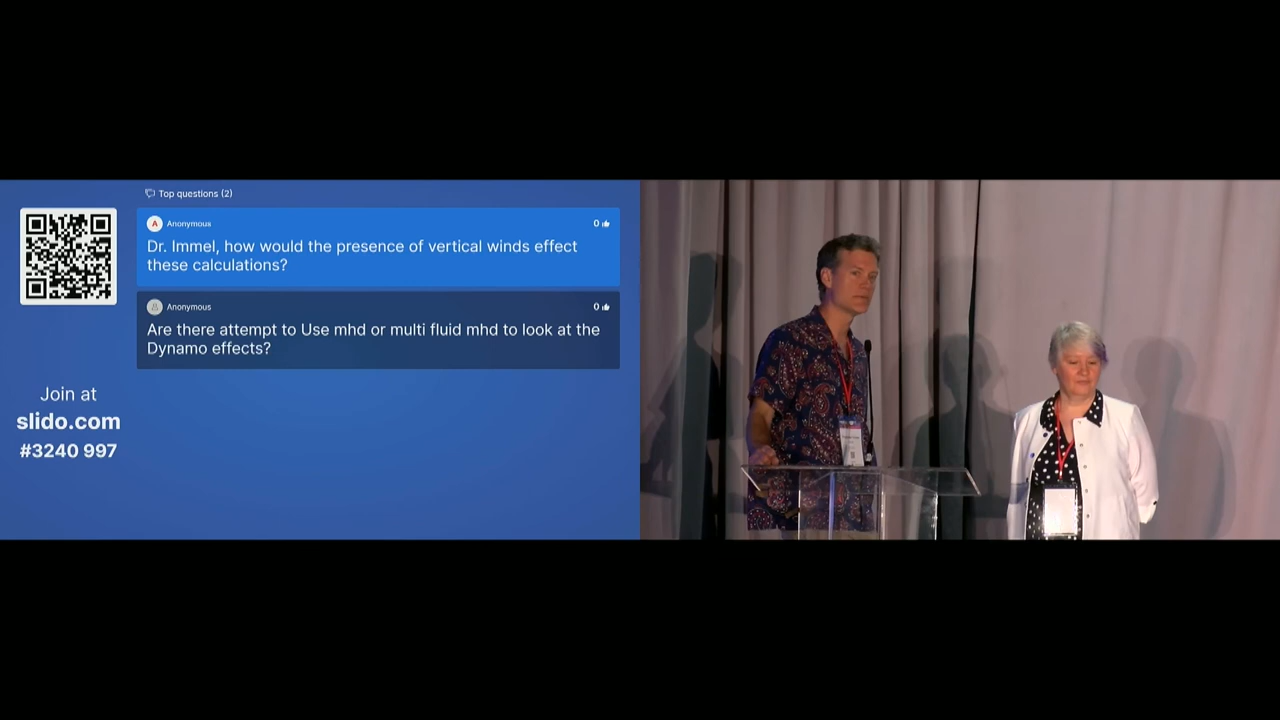 Top questions (2)
A Anonymous
0
Dr. Immel, how would the presence of vertical winds effect
these calculations?
Anonymous
0
Are there attempt to Use mhd or multi fluid mhd to look at the
Dynamo effects?
Join at
slido.com
#3240 997